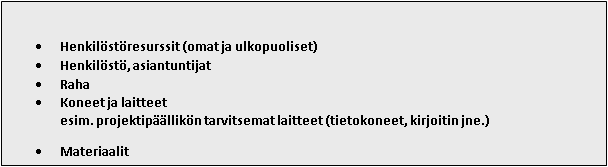 • Henkilöstöresurssit (omat ja ulkopuoliset)
• Henkilöstö, asiantuntijat
• Raha
• Koneet ja laitteet
esim. projektipäällikön tarvitsemat laitteet (tietokoneet, kirjoitin jne.)
• Materiaalit